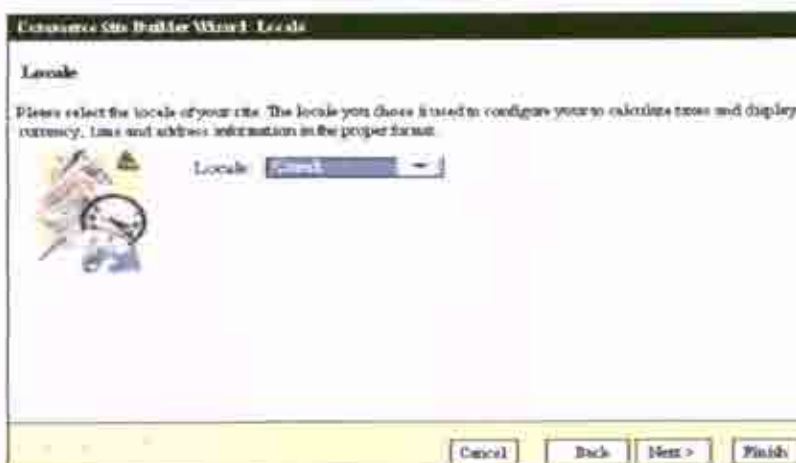 Commerce Site Builder Wizard: Locale
Locale
Please select the locale of your site. The locale you chose is used to configure your to calculate taxes and display
currency, time and address information in the proper format.
Locale
Cancel
Back
Next >
Finish